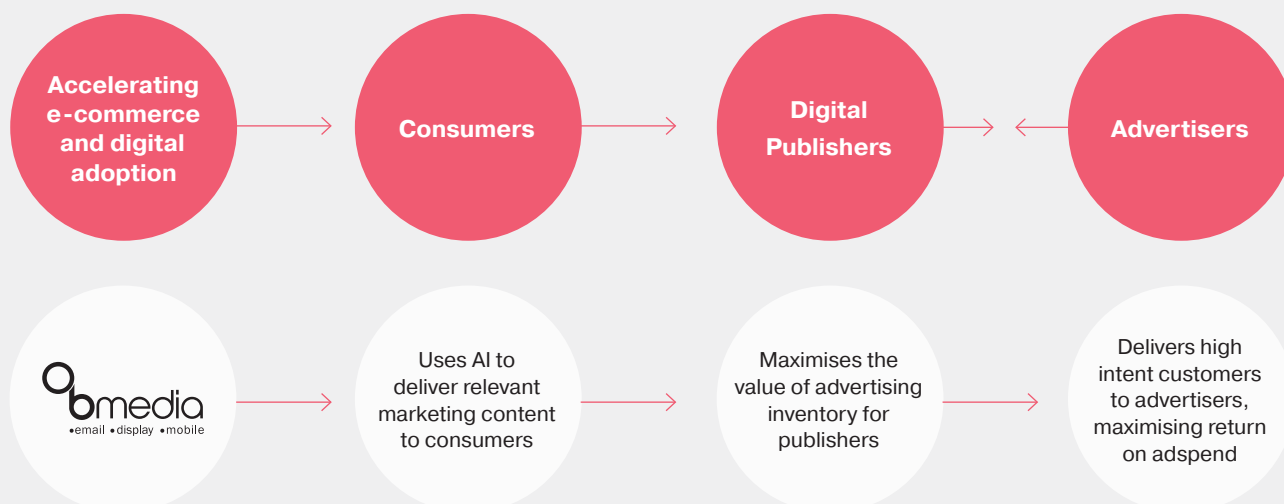 Accelerating
e-commerce
and digital
adoption
Consumers
Digital
Publishers
Advertisers
obmedia
•email •display •mobile
Uses AI to
deliver relevant
marketing content
to consumers
Maximises the
value of advertising
inventory for
publishers
Delivers high
intent customers
to advertisers,
maximising return
on adspend